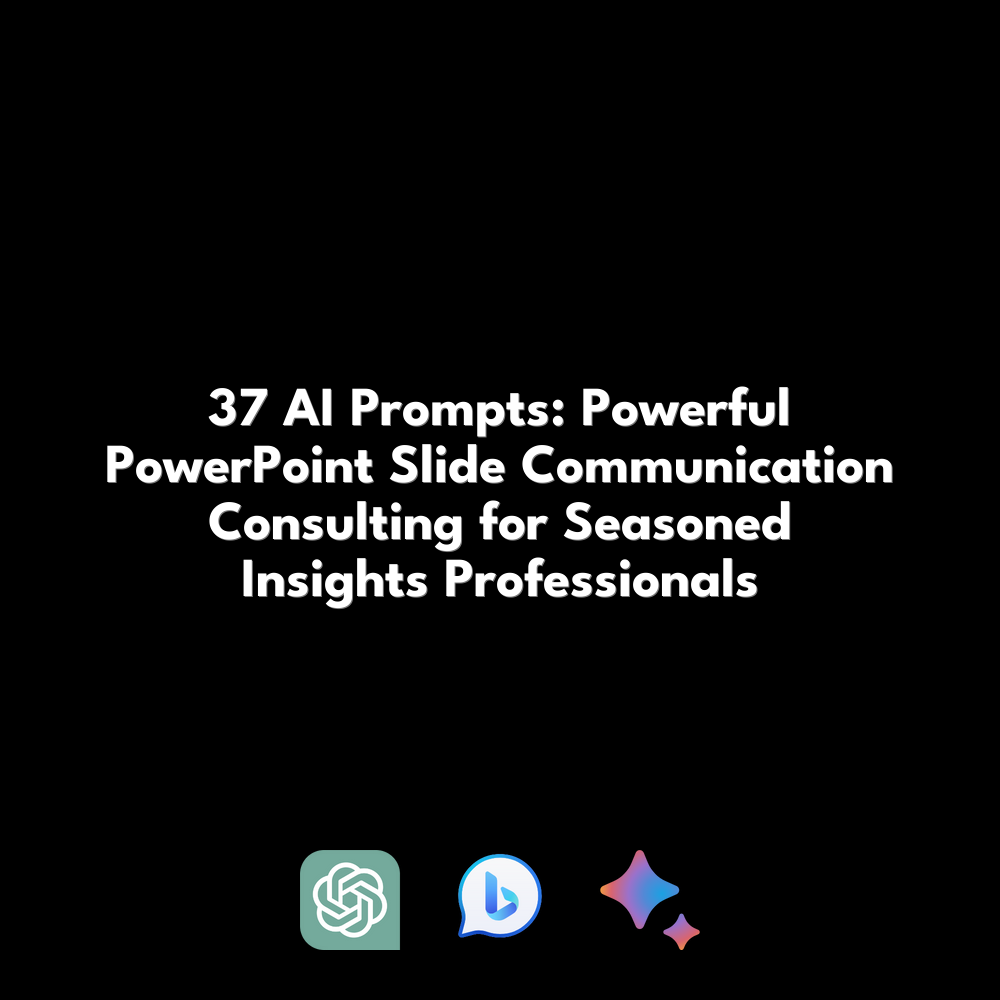 37 AI Prompts: Powerful
PowerPoint Slide Communication
Consulting for Seasoned
Insights Professionals